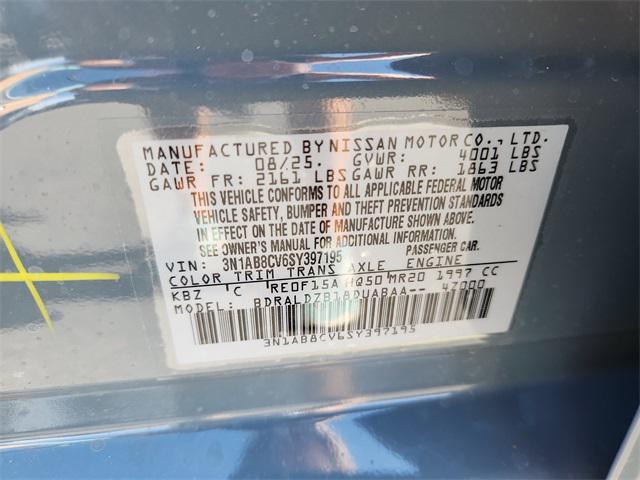 MANUFACTURED BY NISSAN MOTOR CO., LTD.
DATE: 08/25. GVWR: 4001 LBS
GAWR FR: 2161 LBS GAWR RR: 1863 LBS
THIS VEHICLE CONFORMS TO ALL APPLICABLE FEDERAL MOTOR
VEHICLE SAFETY, BUMPER AND THEFT PREVENTION STANDARDS
IN EFFECT ON THE DATE OF MANUFACTURE SHOWN ABOVE.
SEE OWNER'S MANUAL FOR ADDITIONAL INFORMATION
VIN: 3N1AB8CV6SY397195 PASSENGER CAR.
COLOR TRIM TRANS AXLE ENGINE
KBZ C RE0F15A HQ50 MR20 1997 CC
MODEL: BDRALDZB18DUABAA-- 4Z000
3N1AB8CV6SY397195